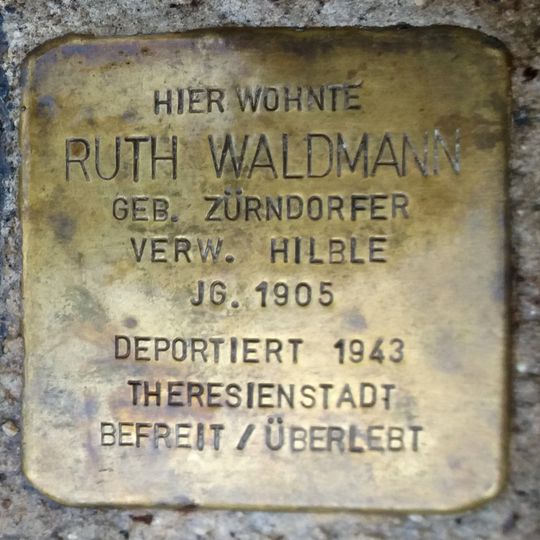 HIER WOHNTE
RUTH WALDMANN
GEB. ZÜRNDORFER
VERW. HILBLE
JG. 1905
DEPORTIERT 1943
THERESIENSTADT
BEFREIT / ÜBERLEBT